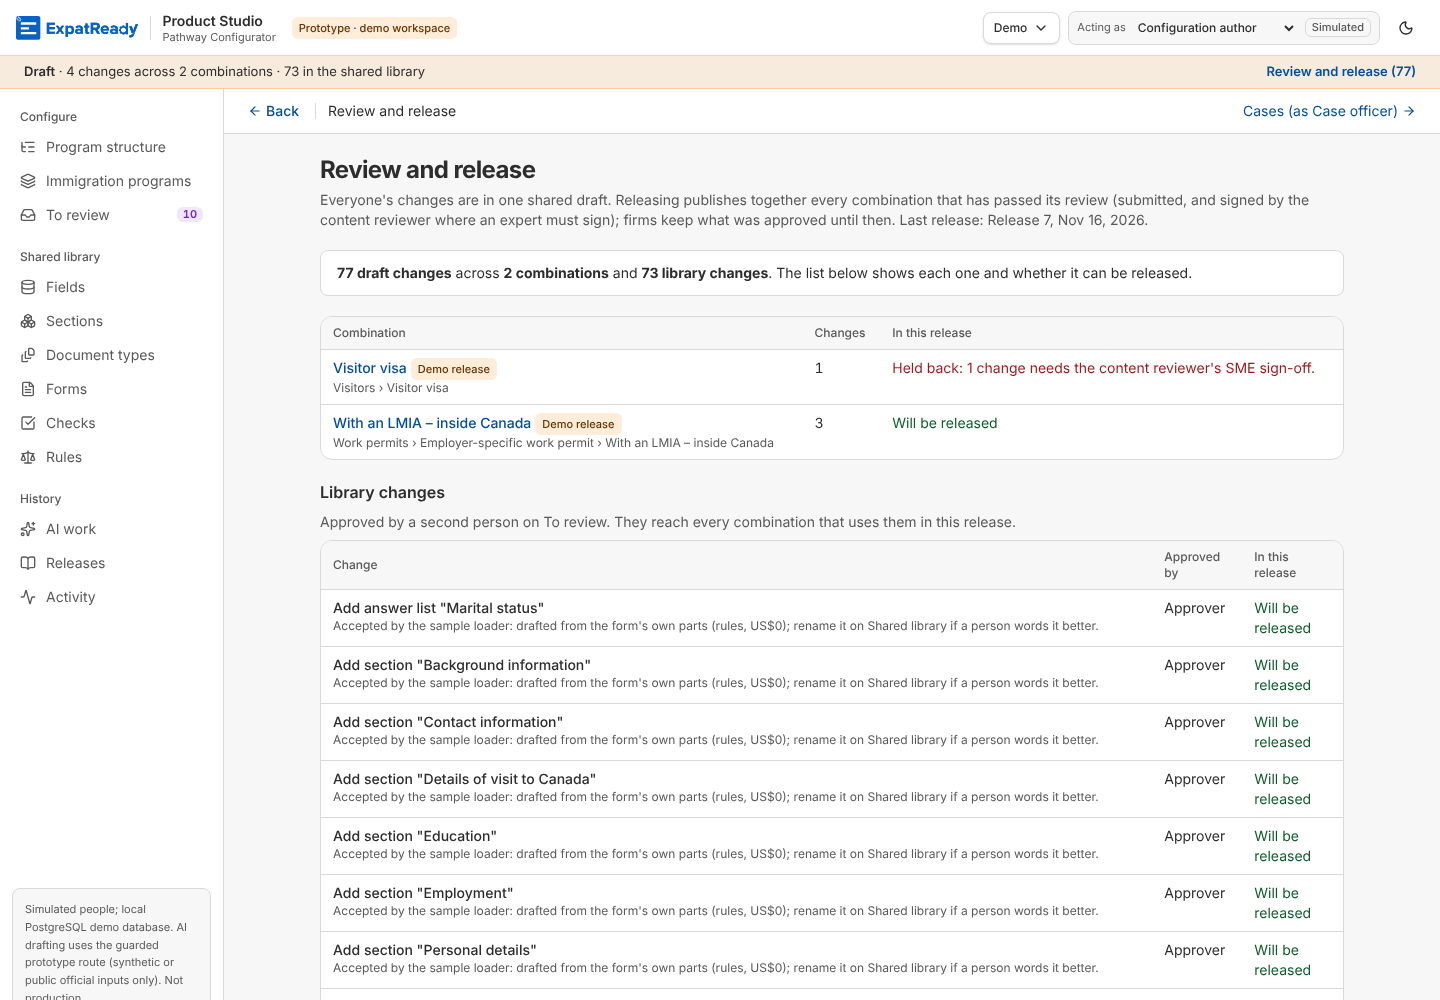 ExpatReady
Product Studio
Pathway Configurator
Prototype · demo workspace
Demo
Acting as Configuration author Simulated
Draft · 4 changes across 2 combinations · 73 in the shared library
Review and release (77)
Configure
Program structure
Immigration programs
To review 10
Shared library
Fields
Sections
Document types
Forms
Checks
Rules
History
AI work
Releases
Activity
Simulated people; local
PostgreSQL demo database. AI
drafting uses the guarded
prototype route (synthetic or
public official inputs only). Not
production
← Back
Review and release
Cases (as Case officer) →
Review and release
Everyone's changes are in one shared draft. Releasing publishes together every combination that has passed its review (submitted, and signed by the
content reviewer where an expert must sign); firms keep what was approved until then. Last release: Release 7, Nov 16, 2026.
77 draft changes across 2 combinations and 73 library changes. The list below shows each one and whether it can be released.
Combination Changes In this release
Visitor visa Demo release 1 Held back: 1 change needs the content reviewer's SME sign-off.
Visitors › Visitor visa
With an LMIA – inside Canada Demo release 3 Will be released
Work permits › Employer-specific work permit › With an LMIA – inside Canada
Library changes
Approved by a second person on To review. They reach every combination that uses them in this release.
Change Approved by In this release
Add answer list "Marital status" Approver Will be released
Accepted by the sample loader: drafted from the form's own parts (rules, US$0); rename it on Shared library if a person words it better.
Add section "Background information" Approver Will be released
Accepted by the sample loader: drafted from the form's own parts (rules, US$0); rename it on Shared library if a person words it better.
Add section "Contact information" Approver Will be released
Accepted by the sample loader: drafted from the form's own parts (rules, US$0); rename it on Shared library if a person words it better.
Add section "Details of visit to Canada" Approver Will be released
Accepted by the sample loader: drafted from the form's own parts (rules, US$0); rename it on Shared library if a person words it better.
Add section "Education" Approver Will be released
Accepted by the sample loader: drafted from the form's own parts (rules, US$0); rename it on Shared library if a person words it better.
Add section "Employment" Approver Will be released
Accepted by the sample loader: drafted from the form's own parts (rules, US$0); rename it on Shared library if a person words it better.
Add section "Personal details" Approver Will be released
Accepted by the sample loader: drafted from the form's own parts (rules, US$0); rename it on Shared library if a person words it better.